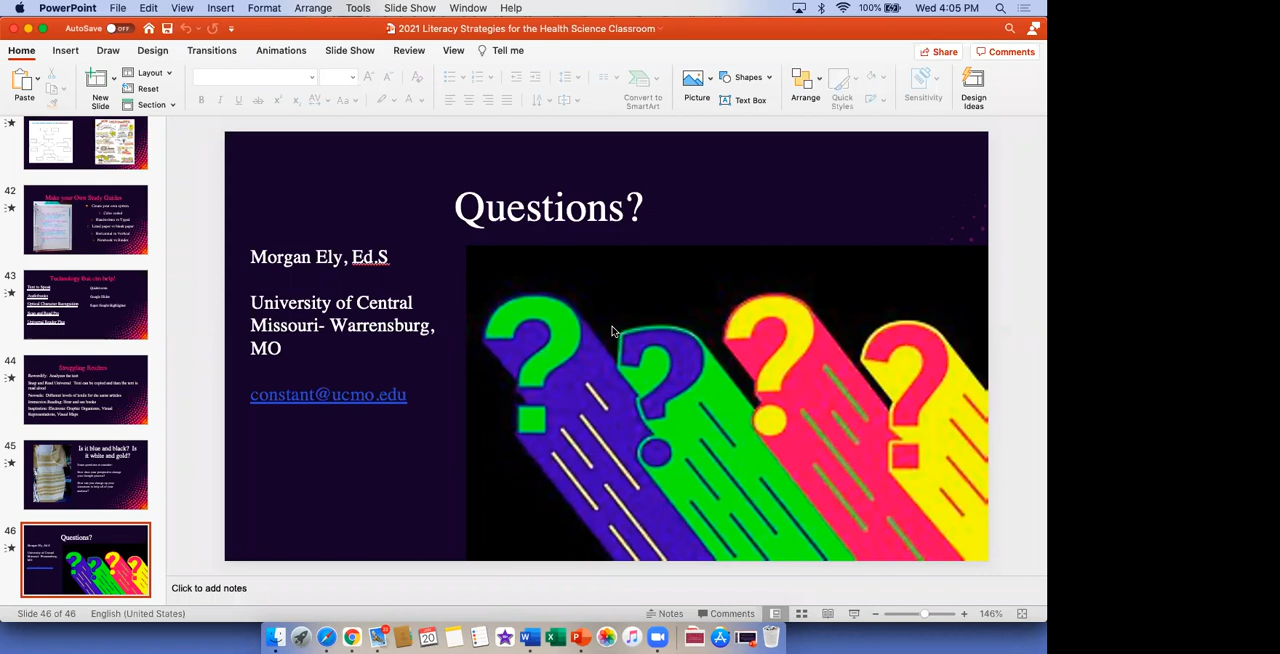 PowerPoint File Edit View Insert Format Arrange Tools Slide Show Window Help 100% Wed 4:05 PM
AutoSave OFF 2021 Literacy Strategies for the Health Science Classroom
Home Insert Draw Design Transitions Animations Slide Show Review View Tell me Share Comments
Paste
New Slide
Layout
Reset
Section
Convert to SmartArt
Picture
Shapes
Text Box
Arrange
Quick Styles
Sensitivity
Design Ideas
42
Make your Own Study Guides
43
Technology that can help!
44
Struggling Readers
45
Is it blue and black? Is
it white and gold?
46
Questions?
Questions?
Morgan Ely, Ed.S
University of Central
Missouri- Warrensburg,
MO
constant@ucmo.edu
? ? ? ?
Click to add notes
Slide 46 of 46 English (United States) Notes Comments 146%